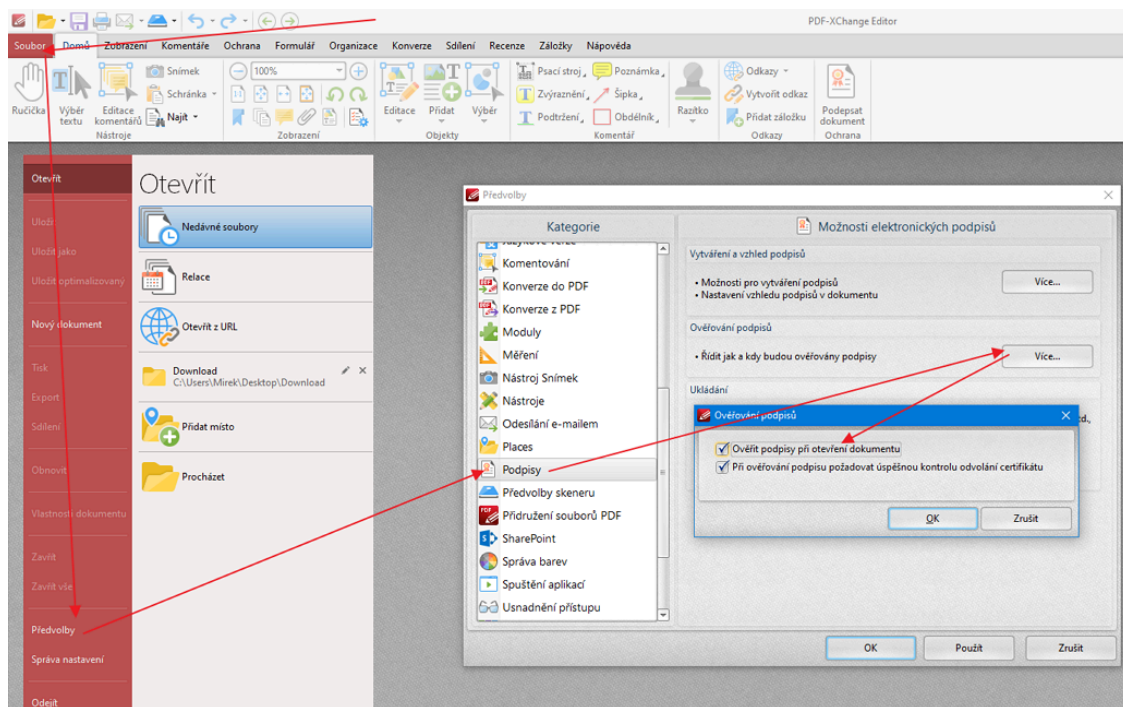 PDF-XChange Editor
Soubor Domů Zobrazení Komentáře Ochrana Formulář Organizace Konverze Sdílení Recenze Záložky Nápověda
Ručička
Výběr textu
Editace komentářů
Snímek
Schránka
Najít
Nástroje
100%
Zobrazení
Editace
Přidat
Výběr
Objekty
Psací stroj
Zvýraznění
Podtržení
Poznámka
Šipka
Obdélník
Razítko
Komentář
Odkazy
Vytvořit odkaz
Přidat záložku
Odkazy
Podepsat dokument
Ochrana
Otevřít
Uložit
Uložit jako
Uložit optimalizovaný
Nový dokument
Tisk
Export
Sdílení
Obnovit
Vlastnosti dokumentu
Zavřít
Zavřít vše
Předvolby
Správa nastavení
Odejít
Otevřít
Nedávné soubory
Relace
Otevřít z URL
Download
C:\Users\Mirek\Desktop\Download
Přidat místo
Procházet
Předvolby
Kategorie
Jazykové verze
Komentování
Konverze do PDF
Konverze z PDF
Moduly
Měření
Nástroj Snímek
Nástroje
Odesílání e-mailem
Places
Podpisy
Předvolby skeneru
Přidružení souborů PDF
SharePoint
Správa barev
Spuštění aplikací
Usnadnění přístupu
Možnosti elektronických podpisů
Vytváření a vzhled podpisů
• Možnosti pro vytváření podpisů
• Nastavení vzhledu podpisů v dokumentu
Více...
Ověřování podpisů
• Řídit jak a kdy budou ověřovány podpisy
Více...
Ukládání
Ověřování podpisů
Ověřit podpisy při otevření dokumentu
Při ověřování podpisu požadovat úspěšnou kontrolu odvolání certifikátu
OK Zrušit
OK Použít Zrušit